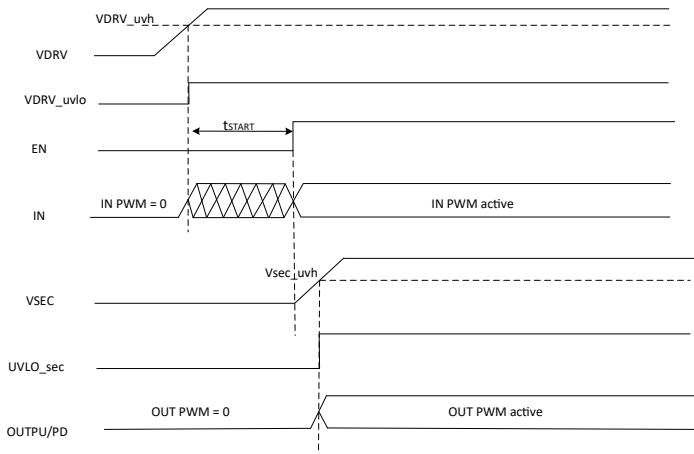 VDRV_uvh
VDRV
VDRV_uvlo
tSTART
EN
IN PWM = 0
IN PWM active
IN
Vsec_uvh
VSEC
UVLO_sec
OUT PWM = 0
OUT PWM active
OUTPU/PD